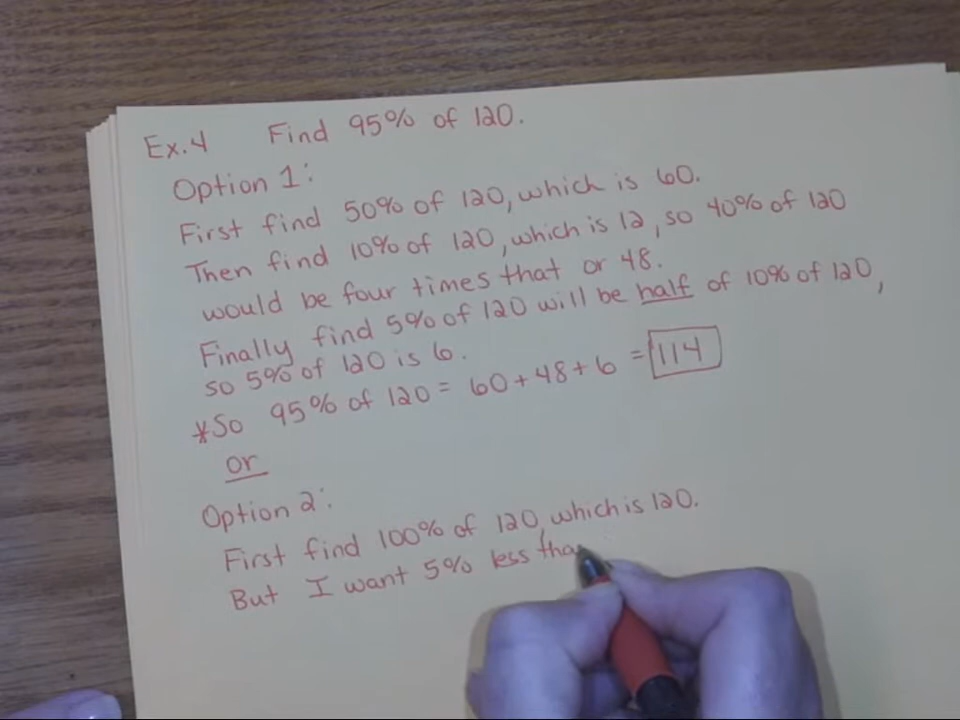 Ex.4 Find 95% of 120.
Option 1:
First find 50% of 120, which is 60.
Then find 10% of 120, which is 12, so 40% of 120
would be four times that or 48.
Finally find 5% of 120 will be half of 10% of 120,
so 5% of 120 is 6.
*So 95% of 120 = 60+48+6 = 114
or
Option 2:
First find 100% of 120, which is 120.
But I want 5% less tha